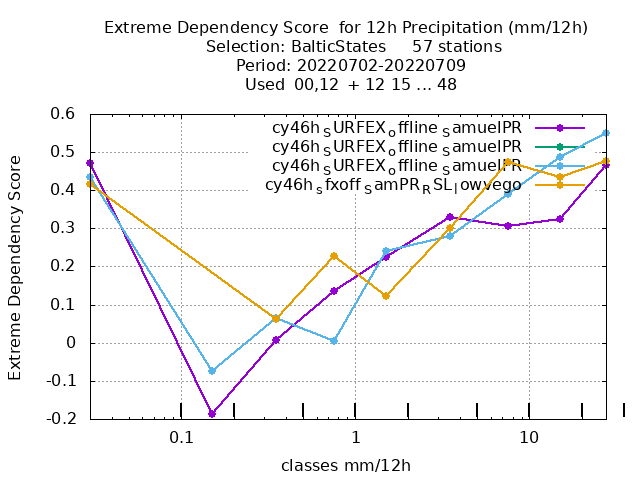 Extreme Dependency Score for 12h Precipitation (mm/12h)
Selection: BalticStates 57 stations
Period: 20220702-20220709
Used 00,12 + 12 15 ... 48
0.6
0.5
0.4
0.3
0.2
0.1
0
-0.1
-0.2
Extreme Dependency Score
cy46h_SURFEX_offline_SamuelPR
cy46h_SURFEX_offline_SamuelPR
cy46h_SURFEX_offline_SamuelPR
cy46h_sfxoff_SamPR_RSL_lowvego
0.1
1
10
classes mm/12h